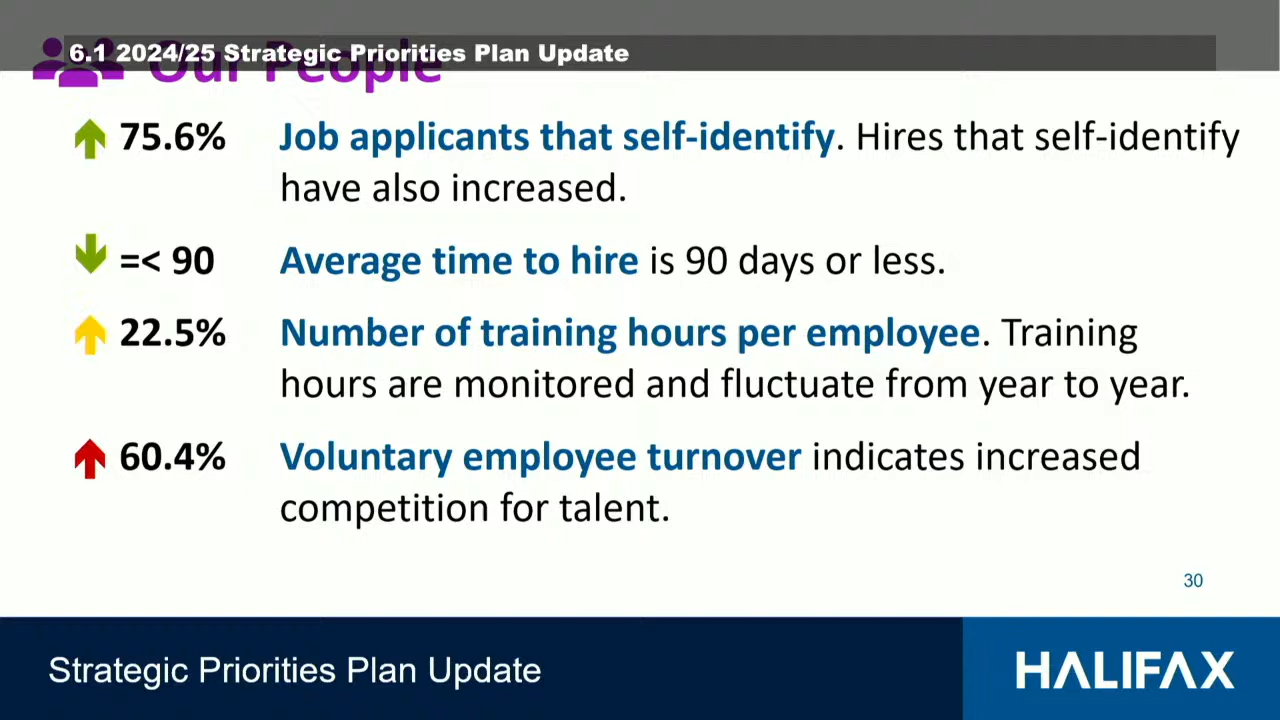 6.1 2024/25 Strategic Priorities Plan Update
Our People
75.6% Job applicants that self-identify. Hires that self-identify
have also increased.
=< 90 Average time to hire is 90 days or less.
22.5% Number of training hours per employee. Training
hours are monitored and fluctuate from year to year.
60.4% Voluntary employee turnover indicates increased
competition for talent.
30
Strategic Priorities Plan Update
HALIFAX